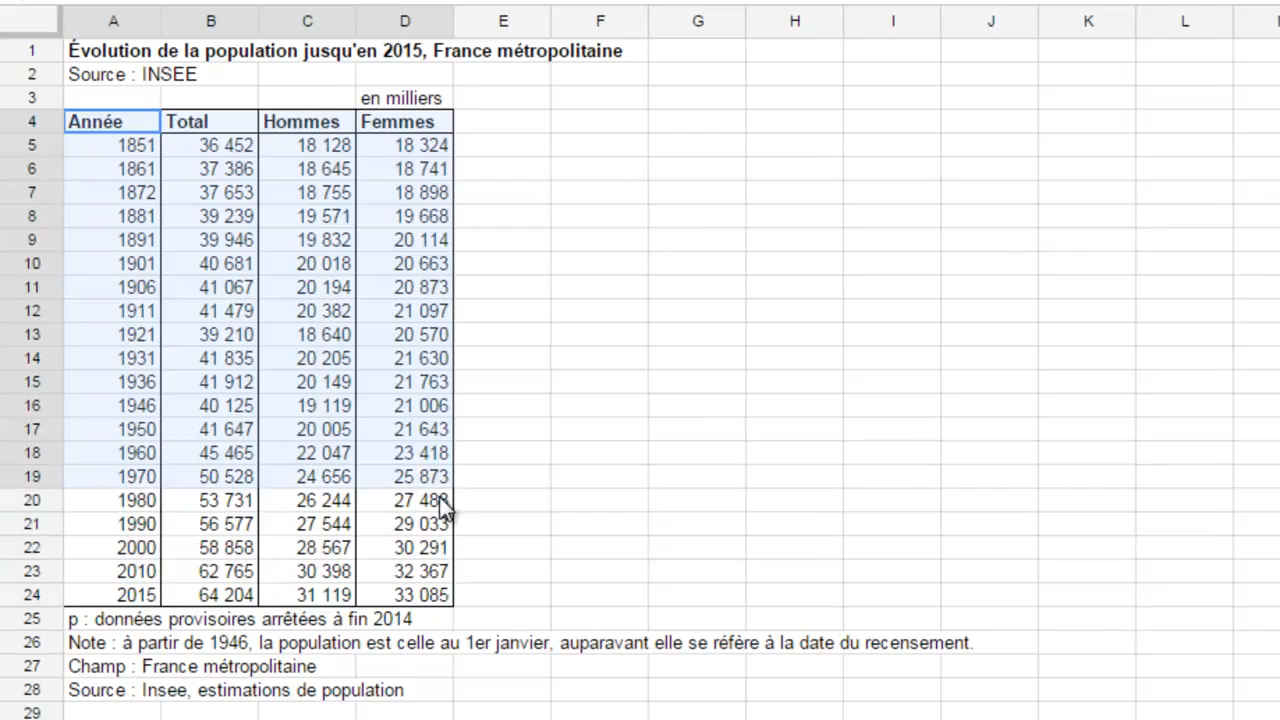 A B C D E F G H I J K L
1 Évolution de la population jusqu'en 2015, France métropolitaine
2 Source : INSEE
3 en milliers
4 Année Total Hommes Femmes
5 1851 36 452 18 128 18 324
6 1861 37 386 18 645 18 741
7 1872 37 653 18 755 18 898
8 1881 39 239 19 571 19 668
9 1891 39 946 19 832 20 114
10 1901 40 681 20 018 20 663
11 1906 41 067 20 194 20 873
12 1911 41 479 20 382 21 097
13 1921 39 210 18 640 20 570
14 1931 41 835 20 205 21 630
15 1936 41 912 20 149 21 763
16 1946 40 125 19 119 21 006
17 1950 41 647 20 005 21 643
18 1960 45 465 22 047 23 418
19 1970 50 528 24 656 25 873
20 1980 53 731 26 244 27
21 1990 56 577 27 544 29 033
22 2000 58 858 28 567 30 291
23 2010 62 765 30 398 32 367
24 2015 64 204 31 119 33 085
25 p : données provisoires arrêtées à fin 2014
26 Note : à partir de 1946, la population est celle au 1er janvier, auparavant elle se réfère à la date du recensement.
27 Champ : France métropolitaine
28 Source : Insee, estimations de population
29